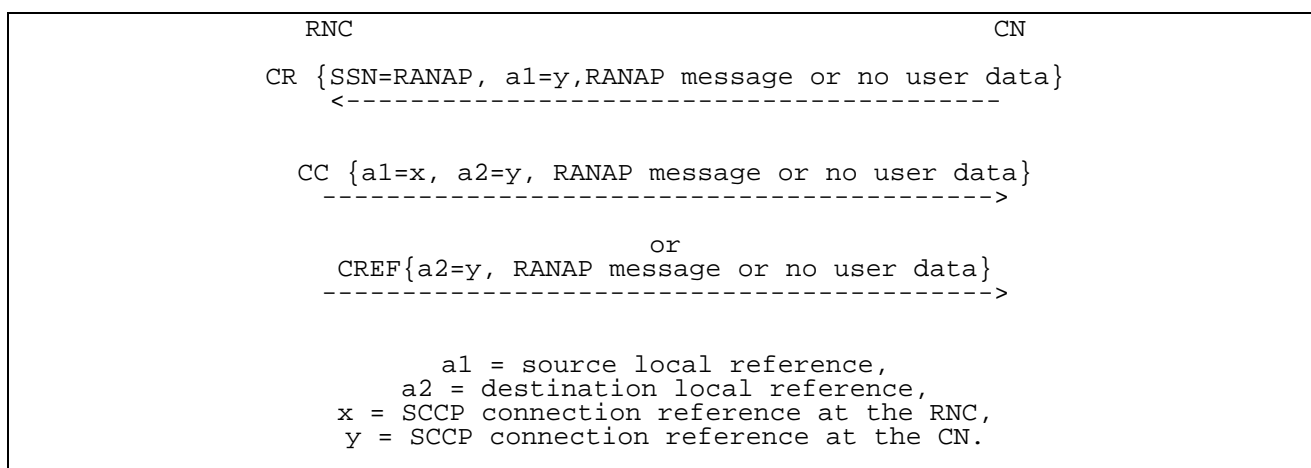 RNC CN
CR {SSN=RANAP, a1=y,RANAP message or no user data}
<-----------------------------------------
CC {a1=x, a2=y, RANAP message or no user data}
------------------------------------------>
or
CREF{a2=y, RANAP message or no user data}
------------------------------------------>
a1 = source local reference,
a2 = destination local reference,
x = SCCP connection reference at the RNC,
y = SCCP connection reference at the CN.